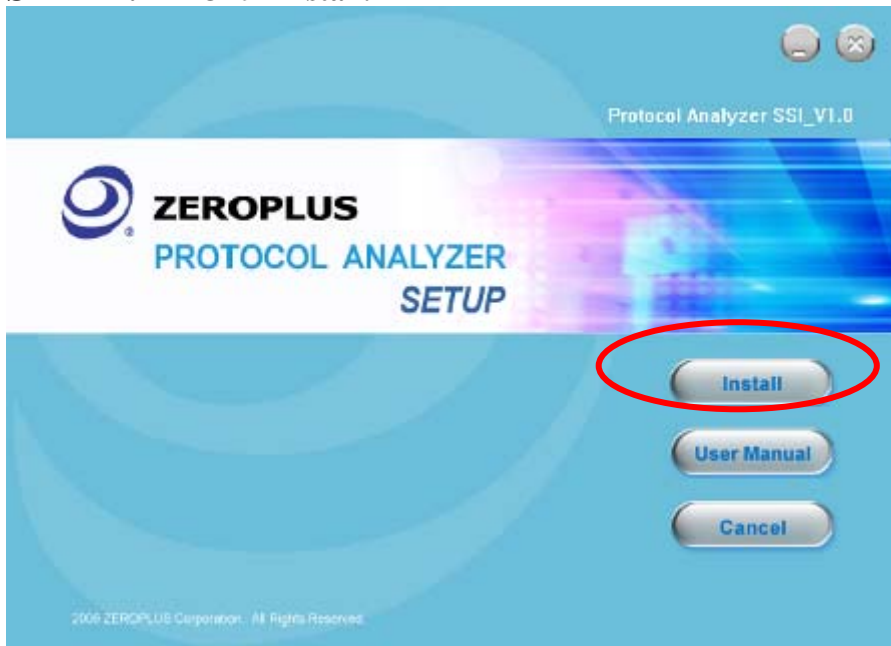 Protocol Analyzer SSI_V1.0
ZEROPLUS
PROTOCOL ANALYZER
SETUP
Install
User Manual
Cancel
2006 ZEROPLUS Corporation. All Rights Reserved.